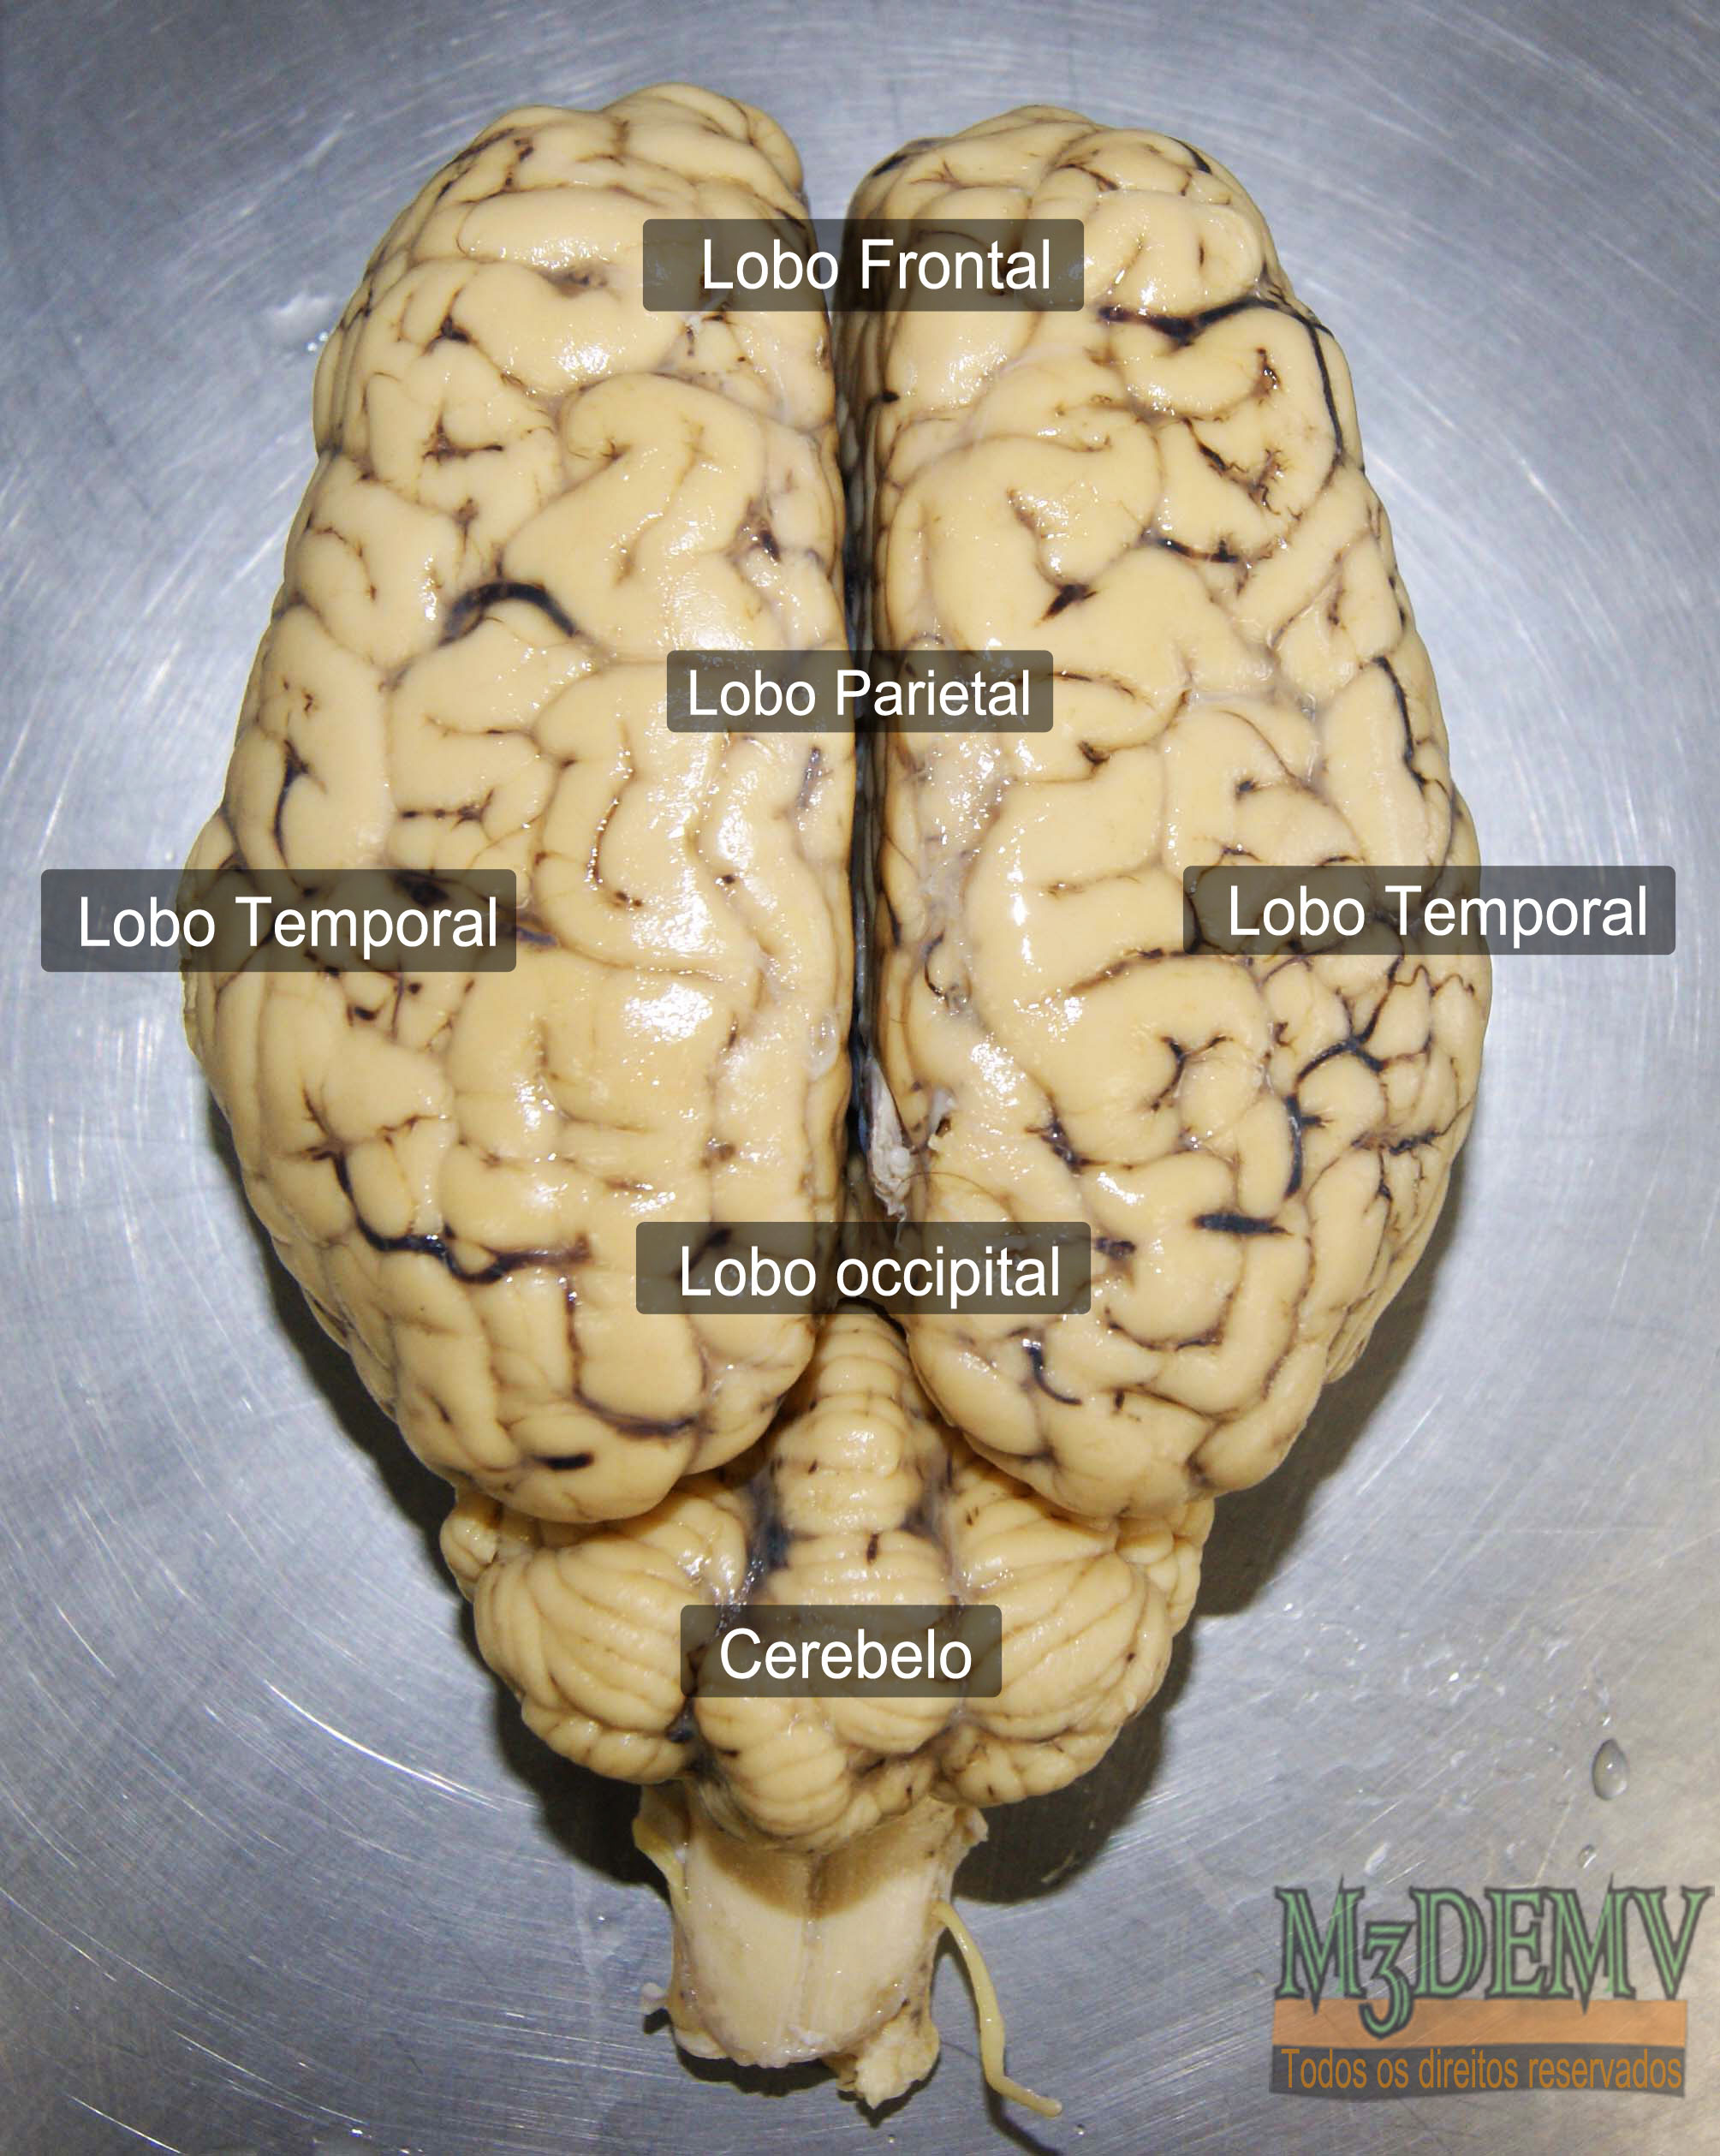 Lobo Frontal
Lobo Parietal
Lobo Temporal
Lobo Temporal
Lobo occipital
Cerebelo
M3DEMV
Todos os direitos reservados